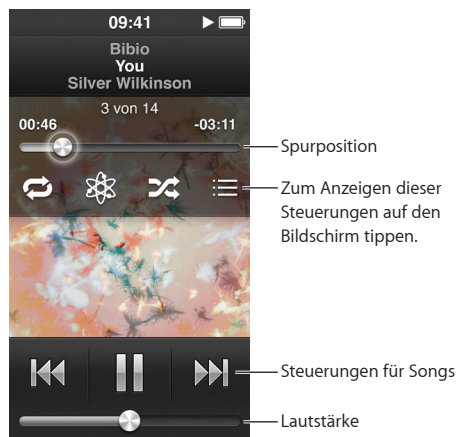 09:41
Bibio
You
Silver Wilkinson
3 von 14
00:46 -03:11
Spurposition
Zum Anzeigen dieser
Steuerungen auf den
Bildschirm tippen.
Steuerungen für Songs
Lautstärke